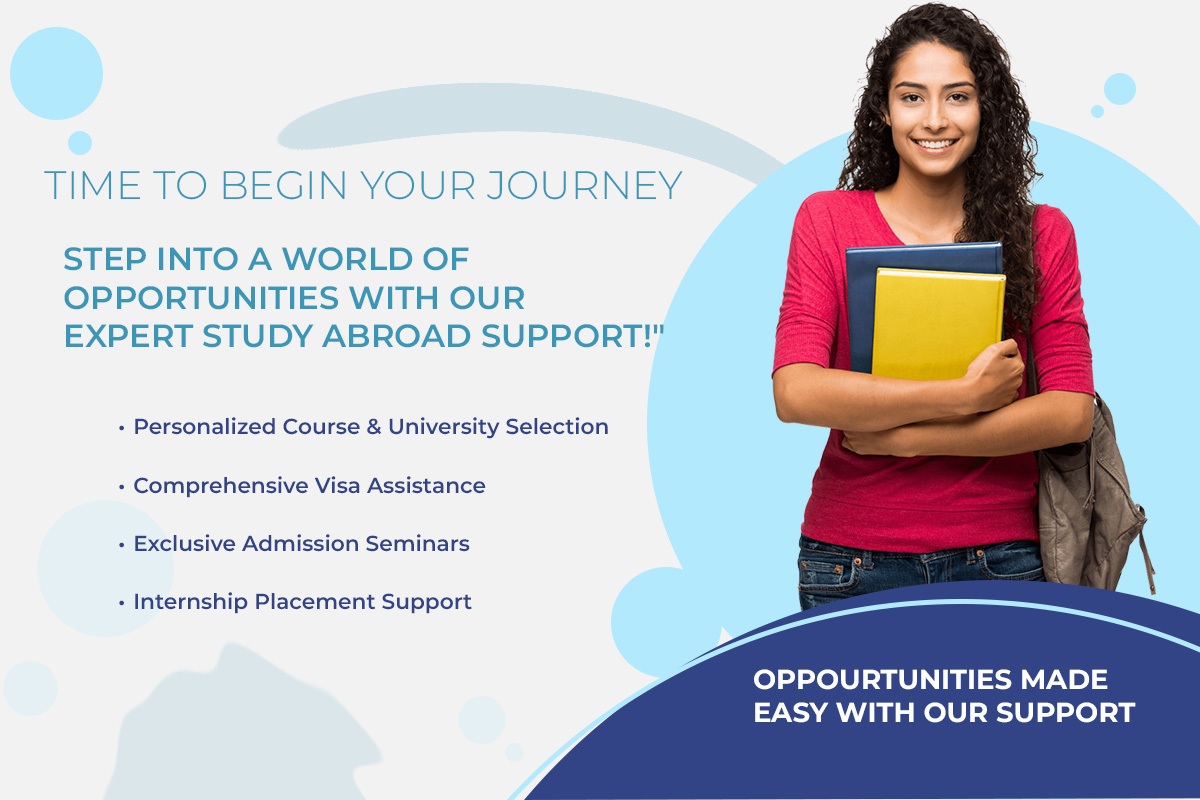 TIME TO BEGIN YOUR JOURNEY
STEP INTO A WORLD OF
OPPORTUNITIES WITH OUR
EXPERT STUDY ABROAD SUPPORT!"
• Personalized Course & University Selection
• Comprehensive Visa Assistance
• Exclusive Admission Seminars
• Internship Placement Support
OPPOURTUNITIES MADE
EASY WITH OUR SUPPORT